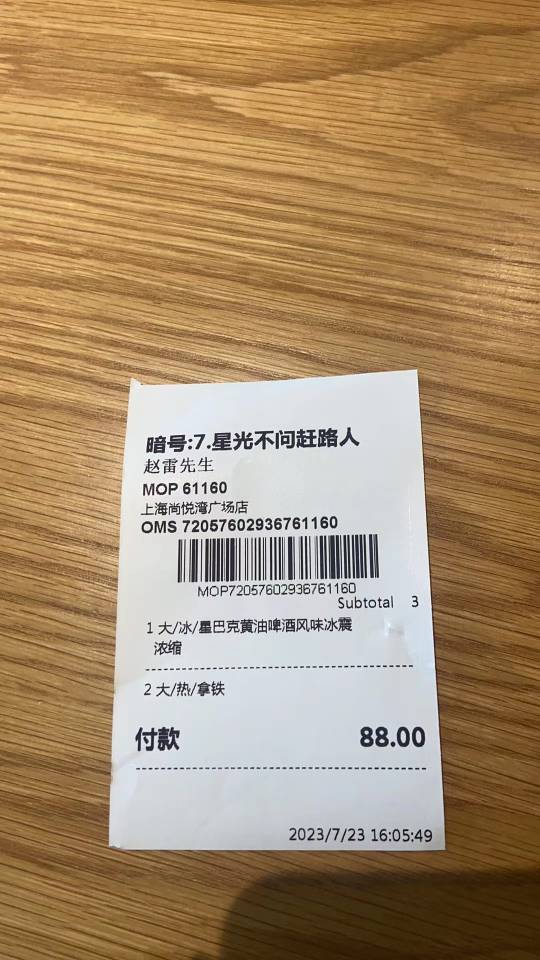 暗号:7.星光不问赶路人
赵雷先生
MOP 61160
上海尚悦湾广场店
OMS 72057602936761160
MOP72057602936761160
Subtotal 3
1 大/冰/星巴克黄油啤酒风味冰震
浓缩
2 大/热/拿铁
付款 88.00
2023/7/23 16:05:49